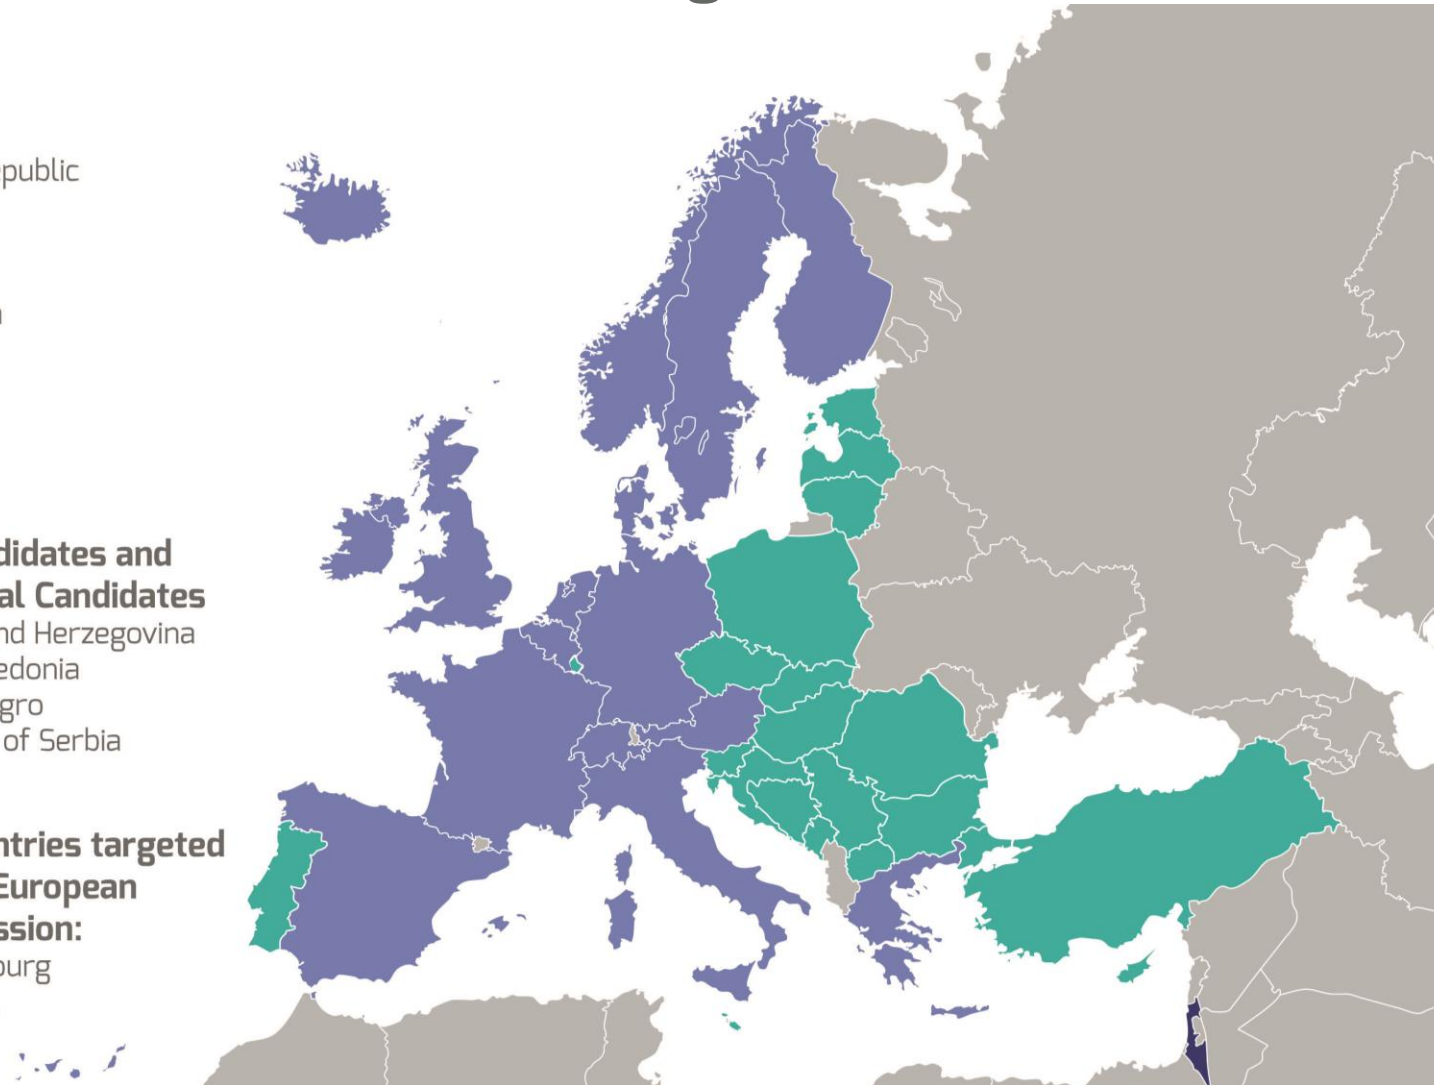 epublic
didates and
al Candidates
nd Herzegovina
edonia
gro
of Serbia
ntries targeted
European
ssion:
ourg